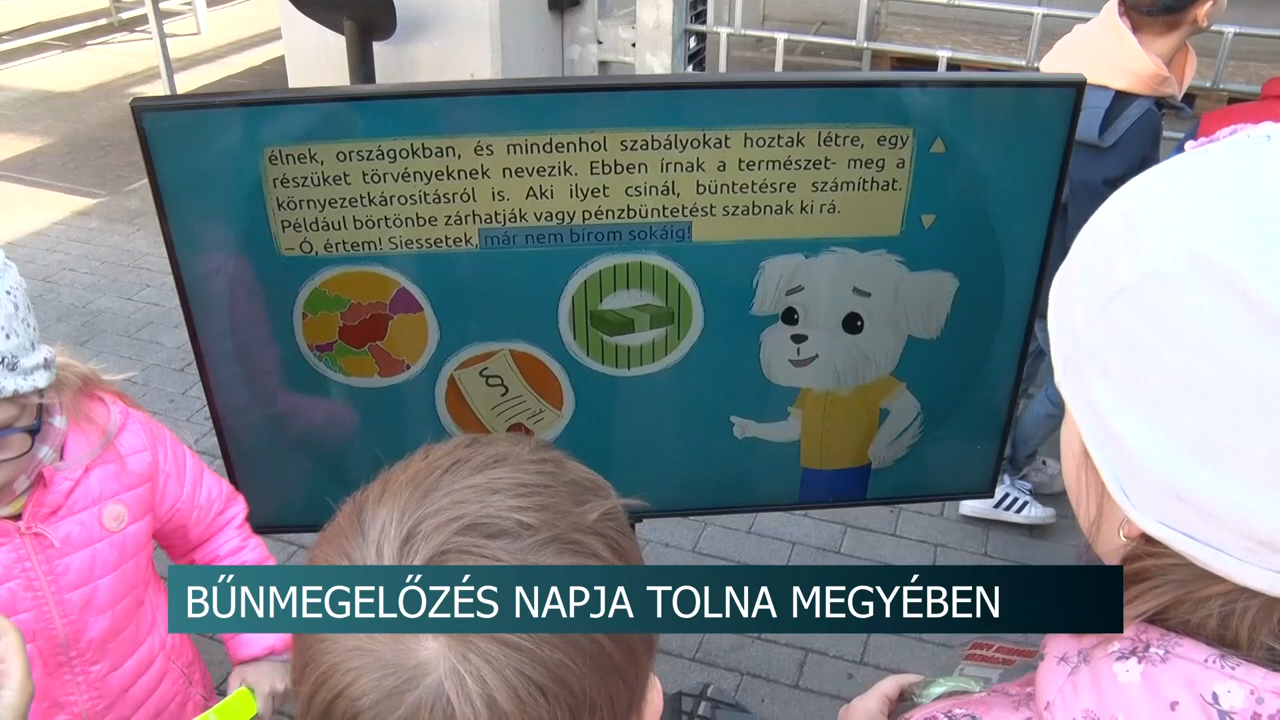 élnek, országokban, és mindenhol szabályokat hoztak létre, egy
részüket törvényeknek nevezik. Ebben írnak a természet- meg a
környezetkárosításról is. Aki ilyet csinál, büntetésre számíthat.
Például börtönbe zárhatják vagy pénzbüntetést szabnak ki rá.
– Ó, értem! Siessetek, már nem bírom sokáig!
§
BŰNMEGELŐZÉS NAPJA TOLNA MEGYÉBEN